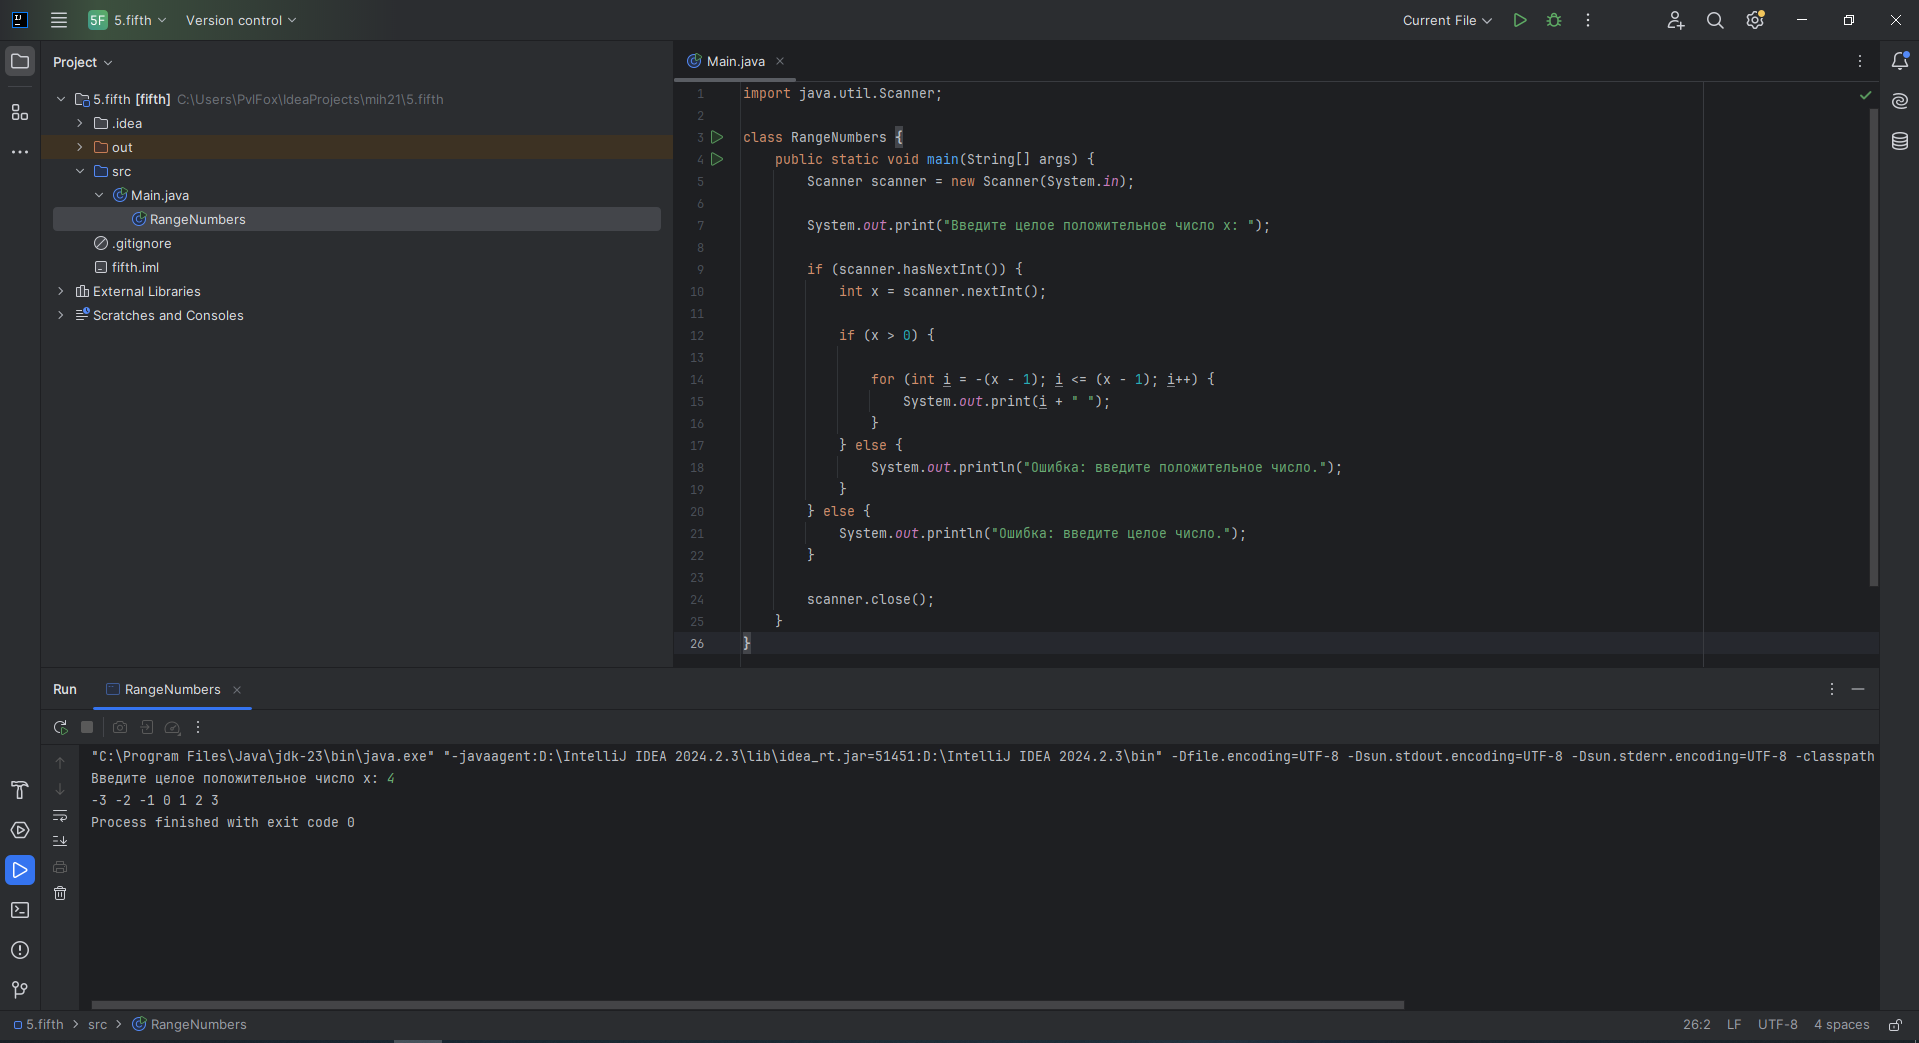 5F 5.fifth Version control Current File
Project
5.fifth [fifth] C:\Users\PvlFox\IdeaProjects\mih21\5.fifth
.idea
out
src
Main.java
RangeNumbers
.gitignore
fifth.iml
External Libraries
Scratches and Consoles
Main.java
1 import java.util.Scanner;
2
3 class RangeNumbers {
4 public static void main(String[] args) {
5 Scanner scanner = new Scanner(System.in);
6
7 System.out.print("Введите целое положительное число x: ");
8
9 if (scanner.hasNextInt()) {
10 int x = scanner.nextInt();
11
12 if (x > 0) {
13
14 for (int i = -(x - 1); i <= (x - 1); i++) {
15 System.out.print(i + " ");
16 }
17 } else {
18 System.out.println("Ошибка: введите положительное число.");
19 }
20 } else {
21 System.out.println("Ошибка: введите целое число.");
22 }
23
24 scanner.close();
25 }
26 }
Run RangeNumbers
"C:\Program Files\Java\jdk-23\bin\java.exe" "-javaagent:D:\IntelliJ IDEA 2024.2.3\lib\idea_rt.jar=51451:D:\IntelliJ IDEA 2024.2.3\bin" -Dfile.encoding=UTF-8 -Dsun.stdout.encoding=UTF-8 -Dsun.stderr.encoding=UTF-8 -classpath
Введите целое положительное число x: 4
-3 -2 -1 0 1 2 3
Process finished with exit code 0
5.fifth src RangeNumbers 26:2 LF UTF-8 4 spaces